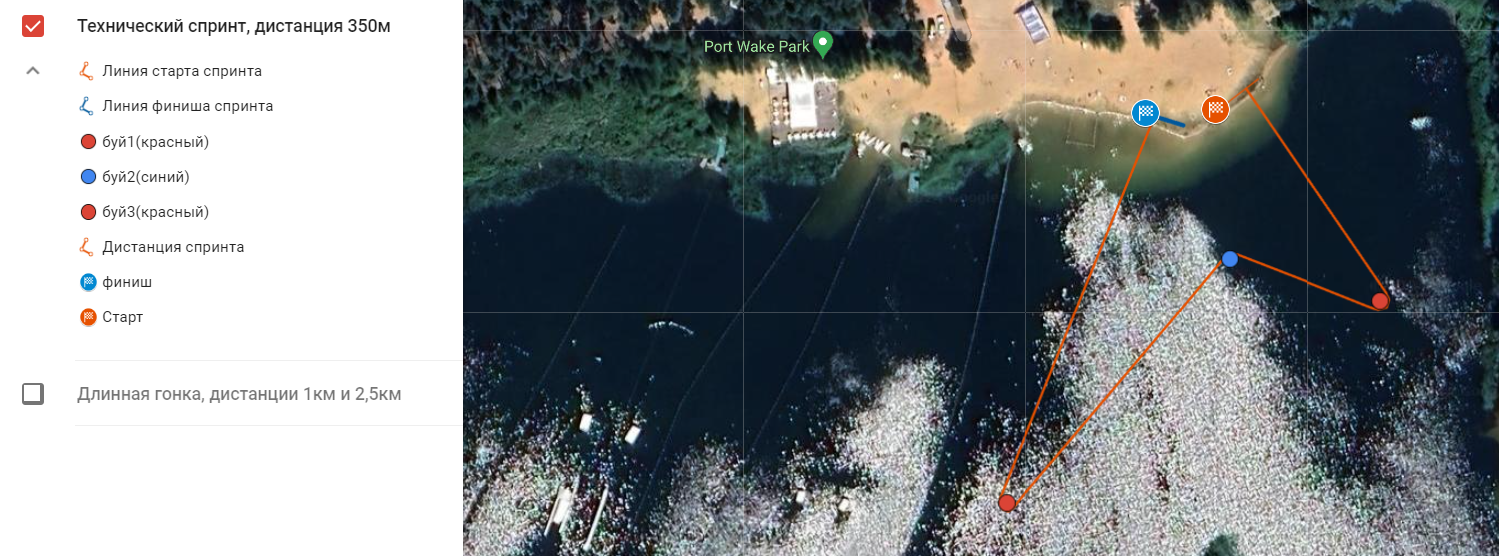 Технический спринт, дистанция 350м
Линия старта спринта
Линия финиша спринта
буй1(красный)
буй2(синий)
буй3(красный)
Дистанция спринта
финиш
Старт
Длинная гонка, дистанции 1км и 2,5км
Port Wake Park